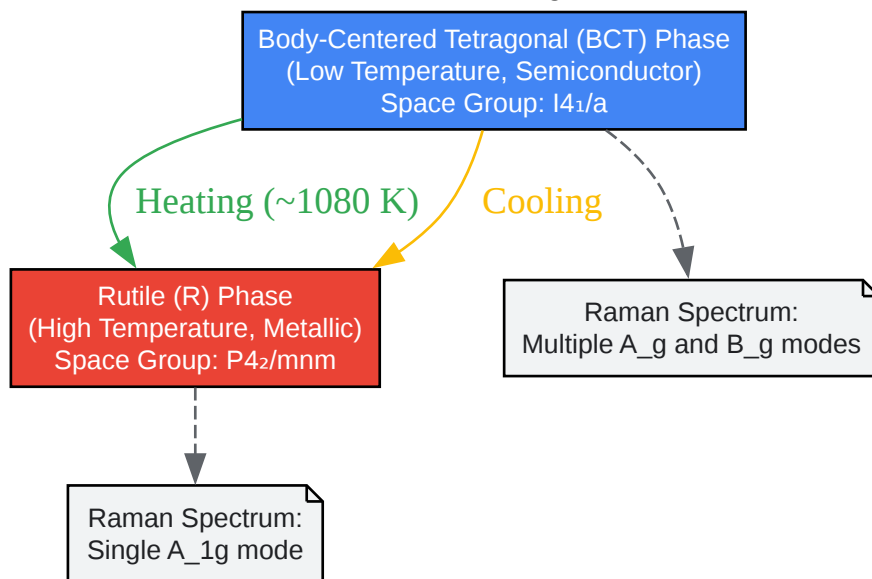 Body-Centered Tetragonal (BCT) Phase
(Low Temperature, Semiconductor)
Space Group: I4₁/a
Heating (~1080 K)
Cooling
Rutile (R) Phase
(High Temperature, Metallic)
Space Group: P4₂/mnm
Raman Spectrum:
Multiple A_g and B_g modes
Raman Spectrum:
Single A_1g mode